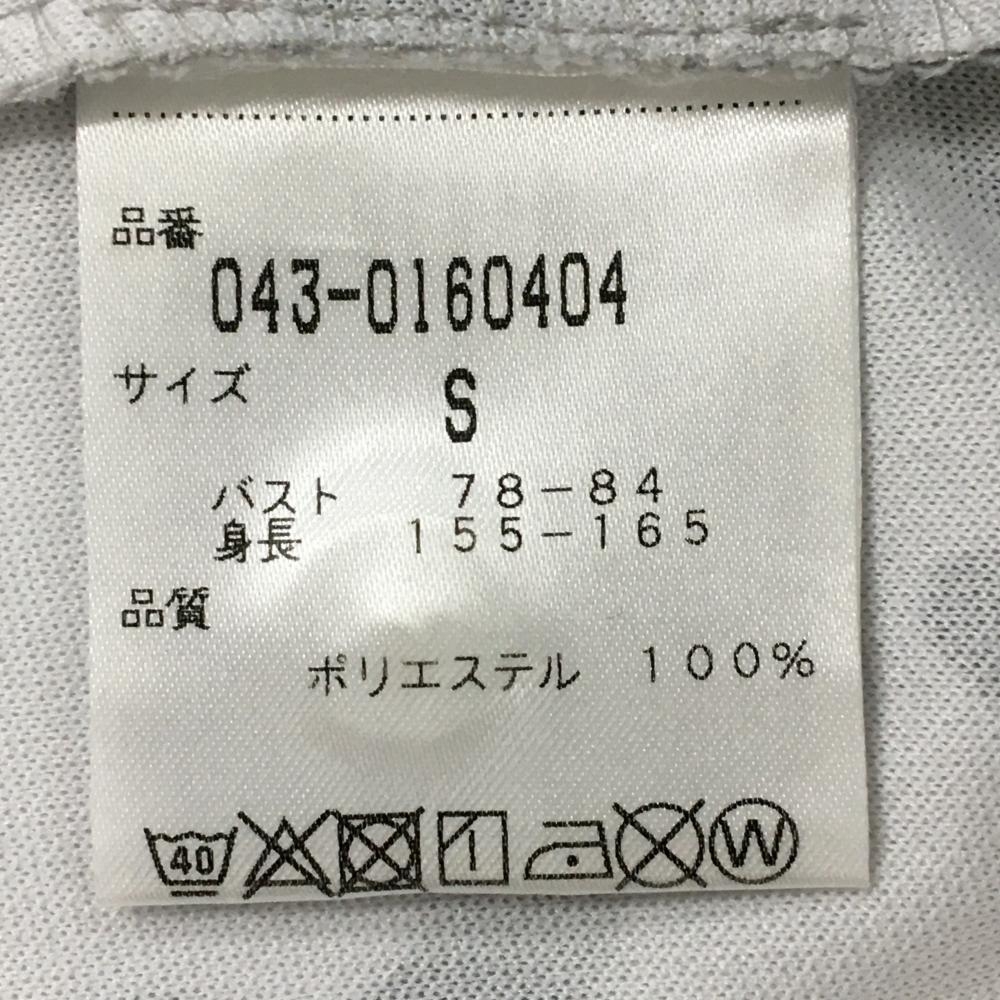 品番
043-0160404
サイズ
S
バスト 78-84
身長 155-165
品質
ポリエステル 100%
40 W